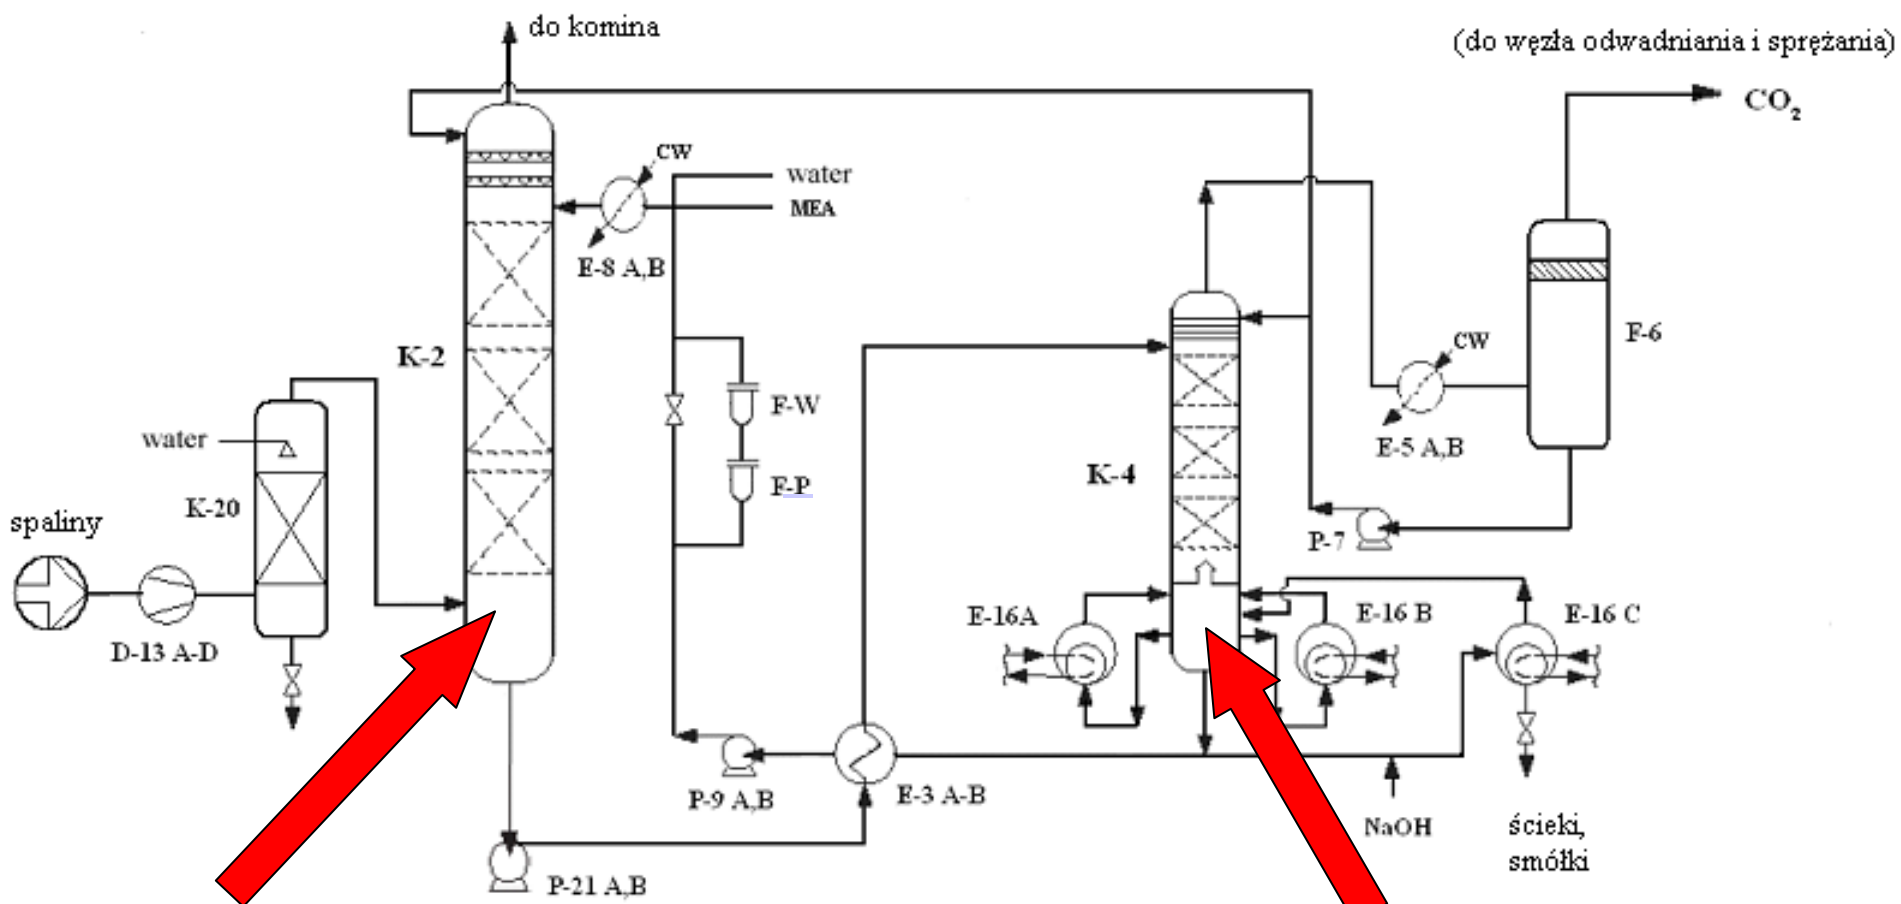 do komina
(do węzła odwadniania i sprężania)
CO₂
CW
water
MEA
E-8 A,B
K-2
F-W
F-P
water
K-20
spaliny
D-13 A-D
K-4
CW
E-5 A,B
F-6
P-7
E-16A
E-16 B
E-16 C
P-9 A,B
E-3 A-B
NaOH
ścieki,
smółki
P-21 A,B